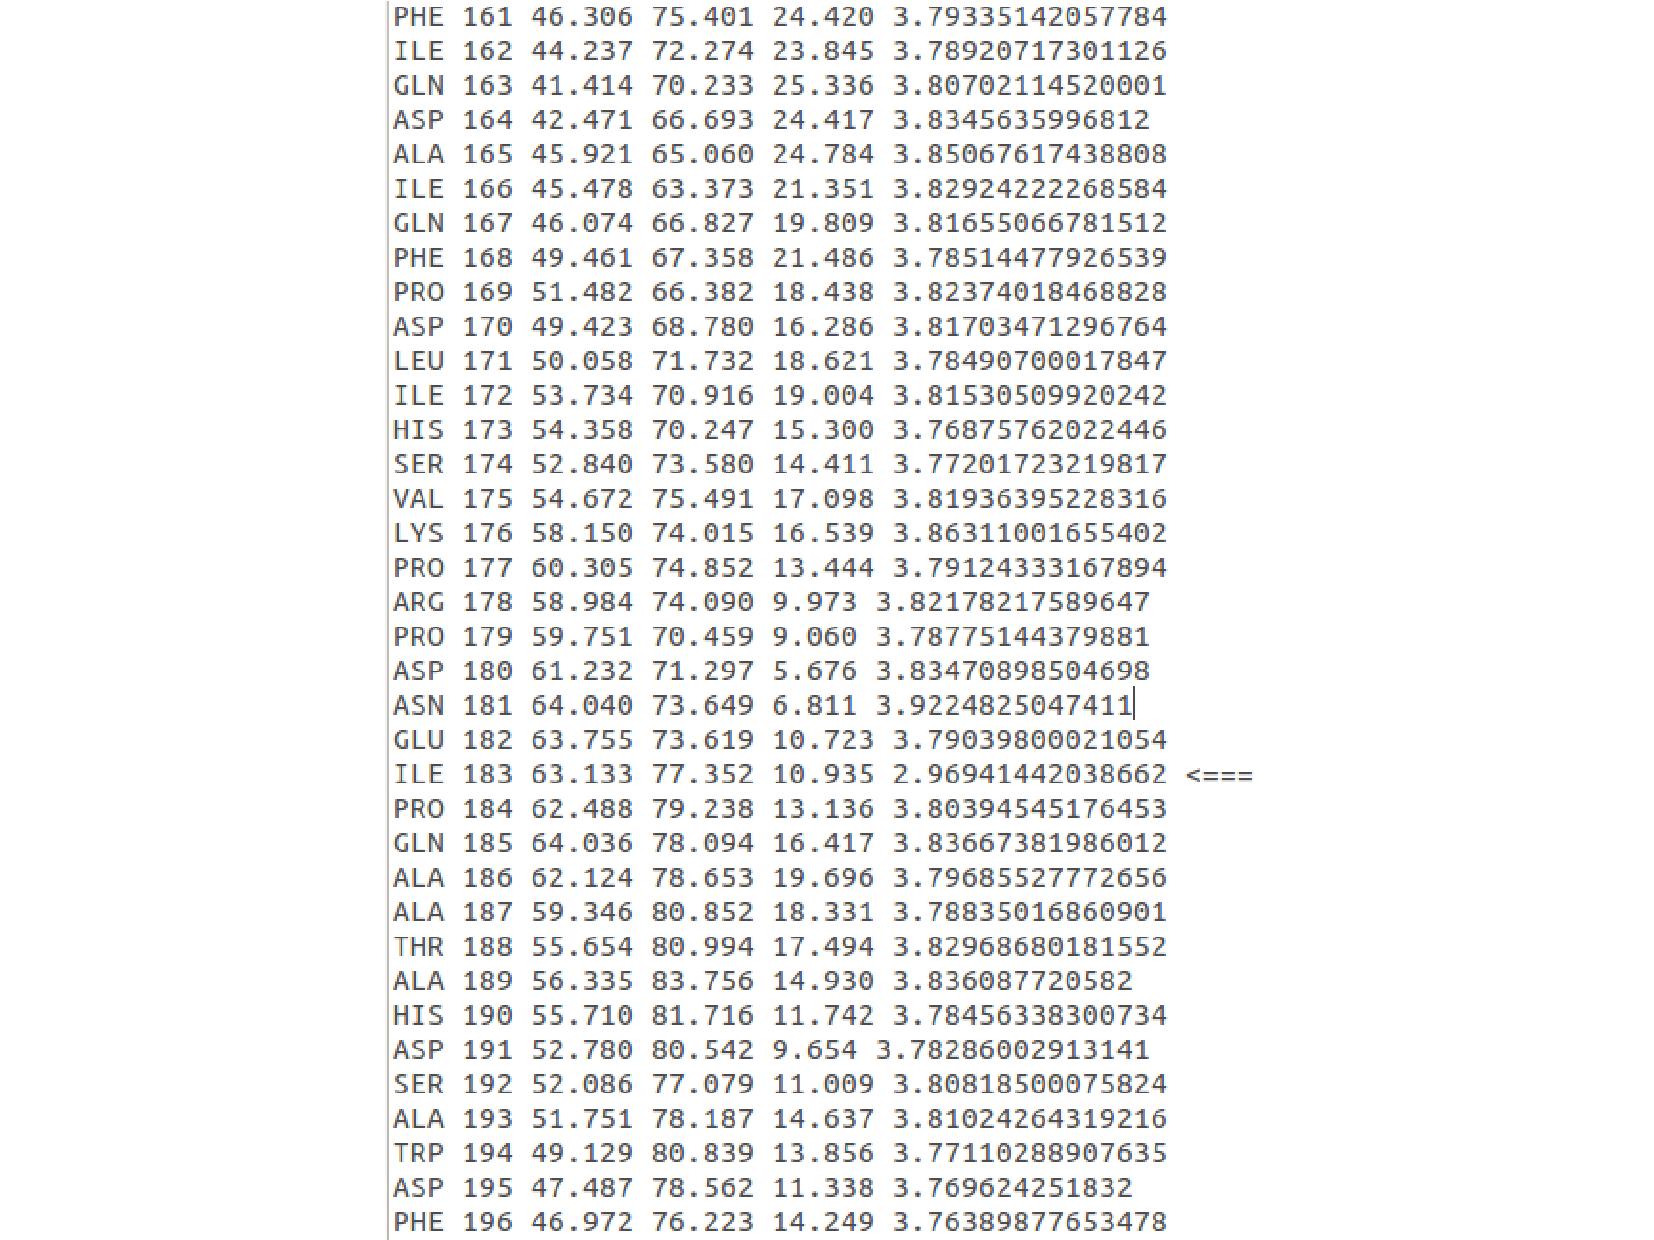 PHE 161 46.306 75.401 24.420 3.79335142057784
ILE 162 44.237 72.274 23.845 3.78920717301126
GLN 163 41.414 70.233 25.336 3.80702114520001
ASP 164 42.471 66.693 24.417 3.8345635996812
ALA 165 45.921 65.060 24.784 3.85067617438808
ILE 166 45.478 63.373 21.351 3.82924222268584
GLN 167 46.074 66.827 19.809 3.81655066781512
PHE 168 49.461 67.358 21.486 3.78514477926539
PRO 169 51.482 66.382 18.438 3.82374018468828
ASP 170 49.423 68.780 16.286 3.81703471296764
LEU 171 50.058 71.732 18.621 3.78490700017847
ILE 172 53.734 70.916 19.004 3.81530509920242
HIS 173 54.358 70.247 15.300 3.76875762022446
SER 174 52.840 73.580 14.411 3.77201723219817
VAL 175 54.672 75.491 17.098 3.81936395228316
LYS 176 58.150 74.015 16.539 3.86311001655402
PRO 177 60.305 74.852 13.444 3.79124333167894
ARG 178 58.984 74.090 9.973 3.82178217589647
PRO 179 59.751 70.459 9.060 3.78775144379881
ASP 180 61.232 71.297 5.676 3.83470898504698
ASN 181 64.040 73.649 6.811 3.9224825047411
GLU 182 63.755 73.619 10.723 3.79039800021054
ILE 183 63.133 77.352 10.935 2.96941442038662 <===
PRO 184 62.488 79.238 13.136 3.80394545176453
GLN 185 64.036 78.094 16.417 3.83667381986012
ALA 186 62.124 78.653 19.696 3.79685527772656
ALA 187 59.346 80.852 18.331 3.78835016860901
THR 188 55.654 80.994 17.494 3.82968680181552
ALA 189 56.335 83.756 14.930 3.836087720582
HIS 190 55.710 81.716 11.742 3.78456338300734
ASP 191 52.780 80.542 9.654 3.78286002913141
SER 192 52.086 77.079 11.009 3.80818500075824
ALA 193 51.751 78.187 14.637 3.81024264319216
TRP 194 49.129 80.839 13.856 3.77110288907635
ASP 195 47.487 78.562 11.338 3.769624251832
PHE 196 46.972 76.223 14.249 3.76389877653478